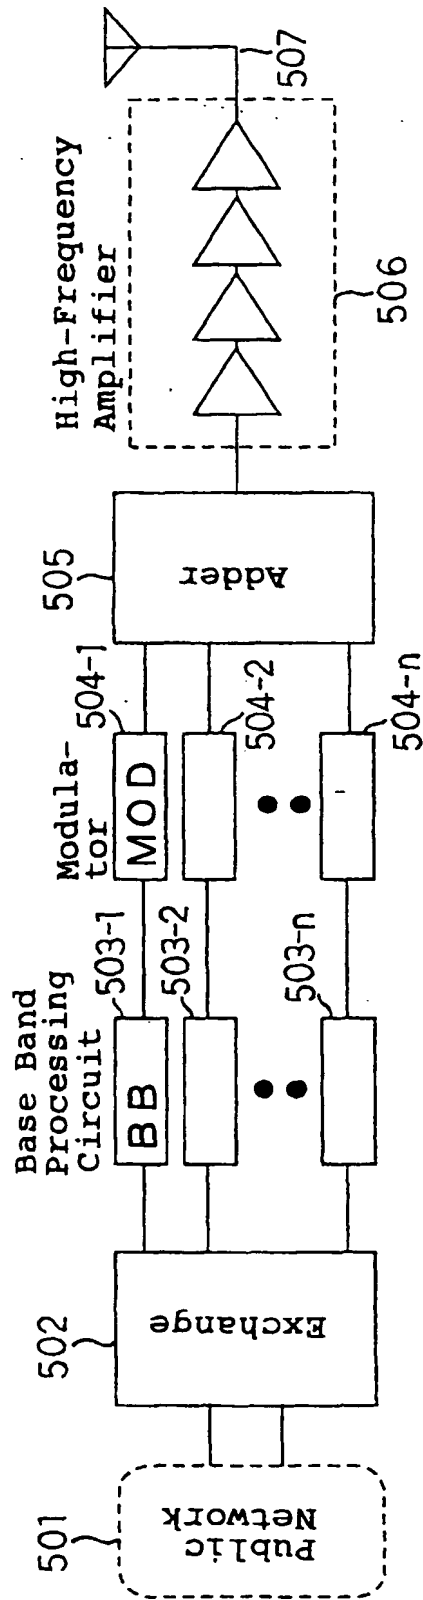 501
Public
Network
502
Exchange
Base Band
Processing
Circuit
503-1
BB
503-2
503-n
Modula-
tor
504-1
MOD
504-2
504-n
505
Adder
High-Frequency
Amplifier
506
507